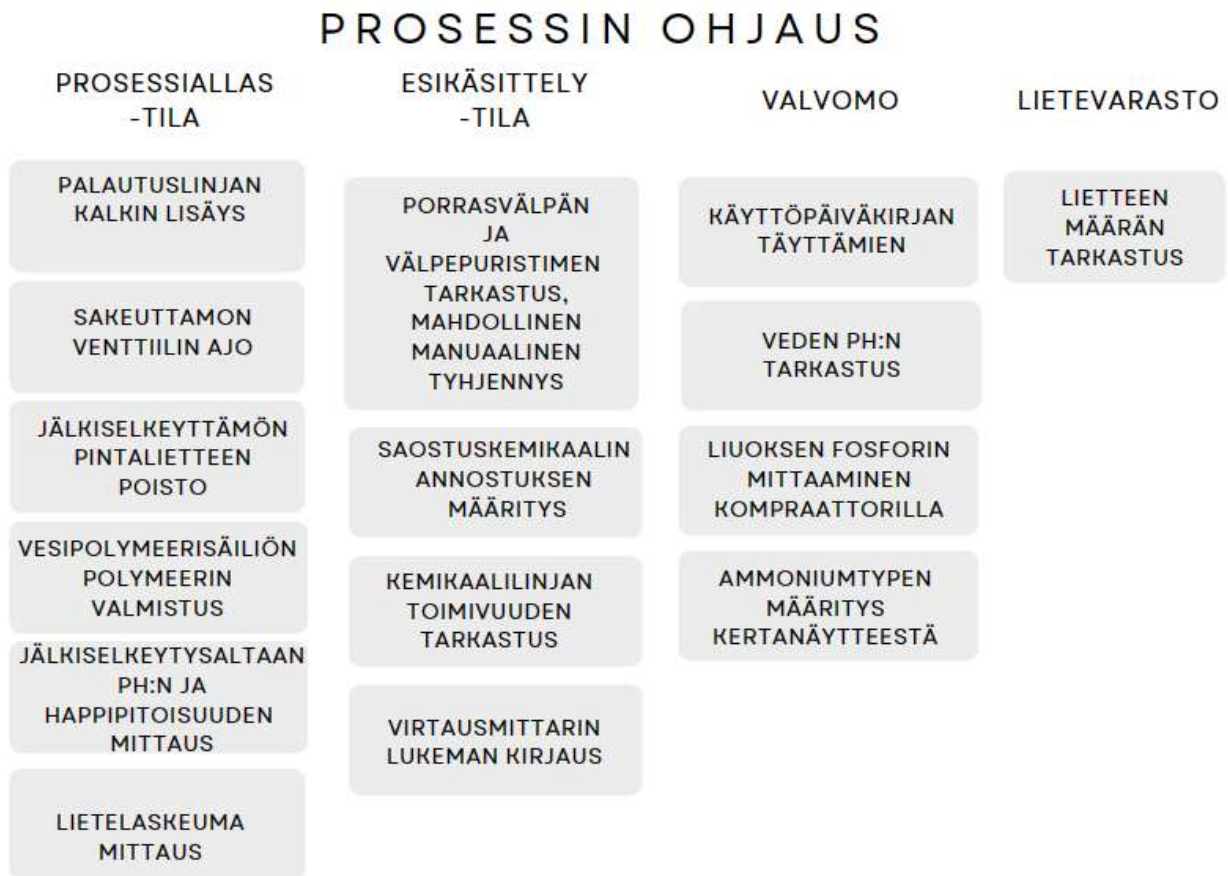 PROSESSIN OHJAUS
PROSESSIALLAS
-TILA
PALAUTUSLINJAN
KALKIN LISÄYS
SAKEUTTAMON
VENTTIILIN AJO
JÄLKISELKEYTTÄMÖN
PINTALIETTEEN
POISTO
VESIPOLYMEERISÄILIÖN
POLYMEERIN
VALMISTUS
JÄLKISELKEYTYSALTAAN
PH:N JA
HAPPIPITOISUUDEN
MITTAUS
LIETELASKEUMA
MITTAUS
ESIKÄSITTELY
-TILA
PORRASVÄLPÄN
JA
VÄLPEPURISTIMEN
TARKASTUS,
MAHDOLLINEN
MANUAALINEN
TYHJENNYS
SAOSTUSKEMIKAALIN
ANNOSTUKSEN
MÄÄRITYS
KEMIKAALILINJAN
TOIMIVUUDEN
TARKASTUS
VIRTAUSMITTARIN
LUKEMAN KIRJAUS
VALVOMO
KÄYTTÖPÄIVÄKIRJAN
TÄYTTÄMIEN
VEDEN PH:N
TARKASTUS
LIUOKSEN FOSFORIN
MITTAAMINEN
KOMPRAATTORILLA
AMMONIUMTYPEN
MÄÄRITYS
KERTANÄYTTEESTÄ
LIETEVARASTO
LIETTEEN
MÄÄRÄN
TARKASTUS